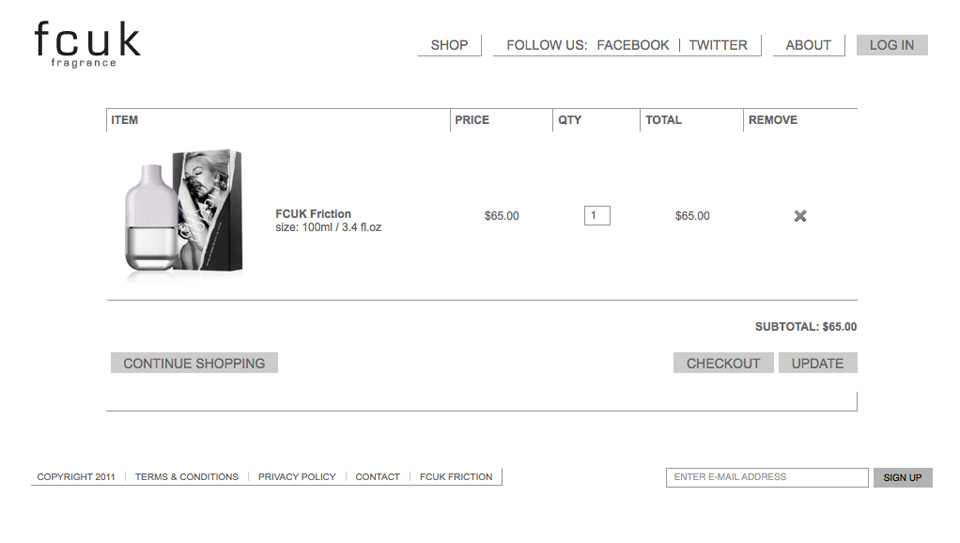 fcuk
fragrance
SHOP
FOLLOW US: FACEBOOK | TWITTER
ABOUT
LOG IN
ITEM PRICE QTY TOTAL REMOVE
FCUK Friction
size: 100ml / 3.4 fl.oz
$65.00 1 $65.00
SUBTOTAL: $65.00
CONTINUE SHOPPING
CHECKOUT
UPDATE
COPYRIGHT 2011 | TERMS & CONDITIONS | PRIVACY POLICY | CONTACT | FCUK FRICTION
ENTER E-MAIL ADDRESS
SIGN UP